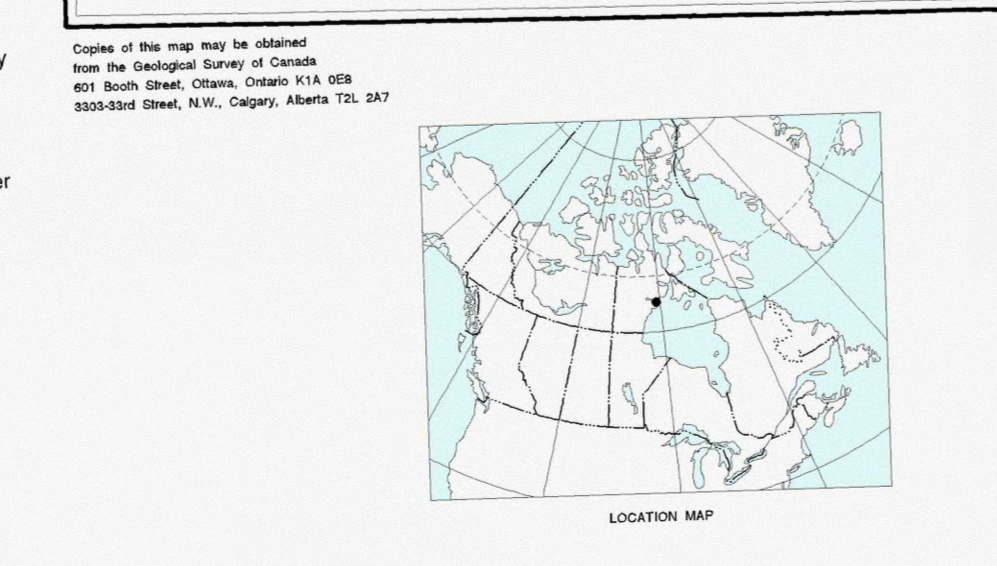 y
Copies of this map may be obtained
from the Geological Survey of Canada
601 Booth Street, Ottawa, Ontario K1A 0E8
3303-33rd Street, N.W., Calgary, Alberta T2L 2A7
er
LOCATION MAP